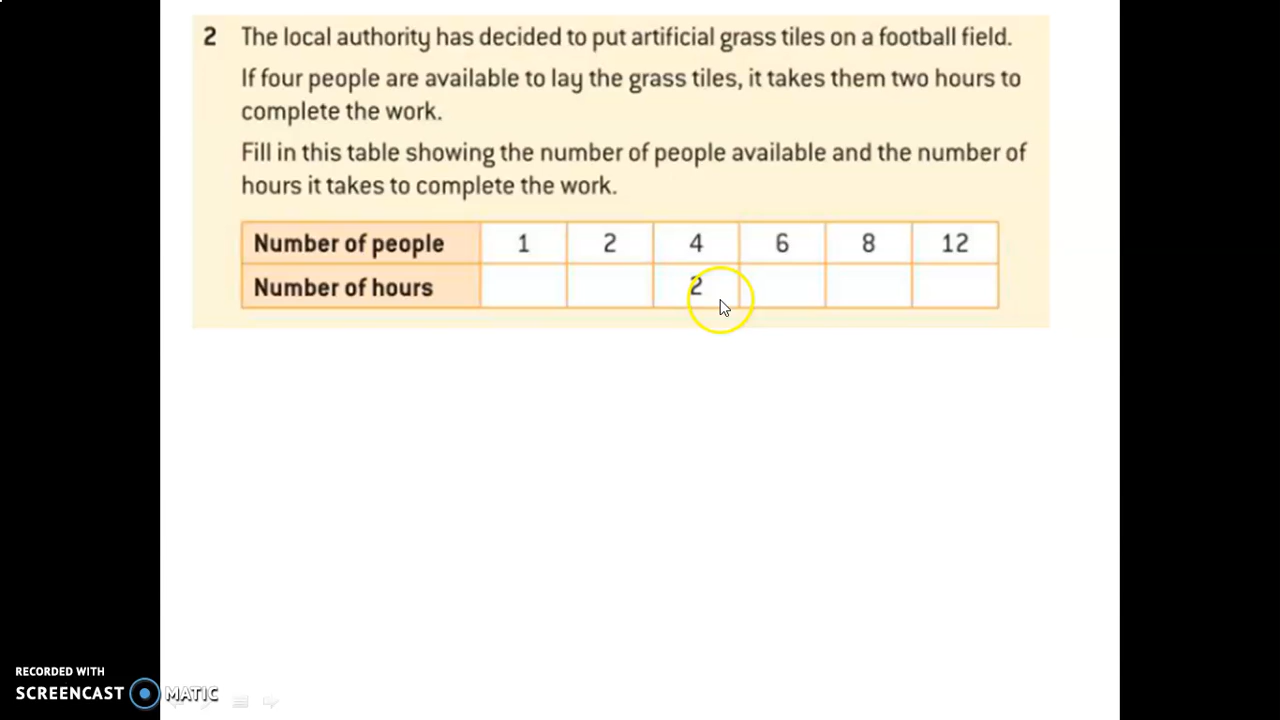 2 The local authority has decided to put artificial grass tiles on a football field.
If four people are available to lay the grass tiles, it takes them two hours to
complete the work.
Fill in this table showing the number of people available and the number of
hours it takes to complete the work.
Number of people 1 2 4 6 8 12
Number of hours 2
RECORDED WITH
SCREENCAST MATIC